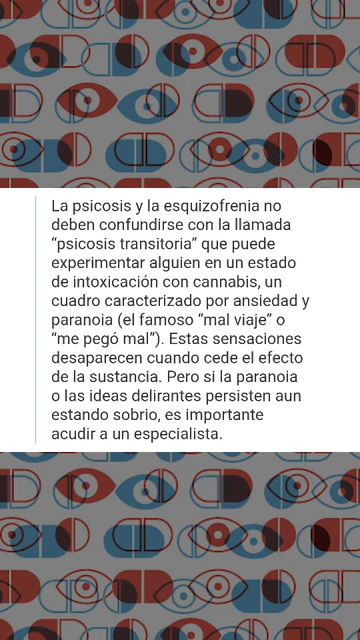 La psicosis y la esquizofrenia no
deben confundirse con la llamada
“psicosis transitoria” que puede
experimentar alguien en un estado
de intoxicación con cannabis, un
cuadro caracterizado por ansiedad y
paranoia (el famoso “mal viaje” o
“me pegó mal”). Estas sensaciones
desaparecen cuando cede el efecto
de la sustancia. Pero si la paranoia
o las ideas delirantes persisten aun
estando sobrio, es importante
acudir a un especialista.